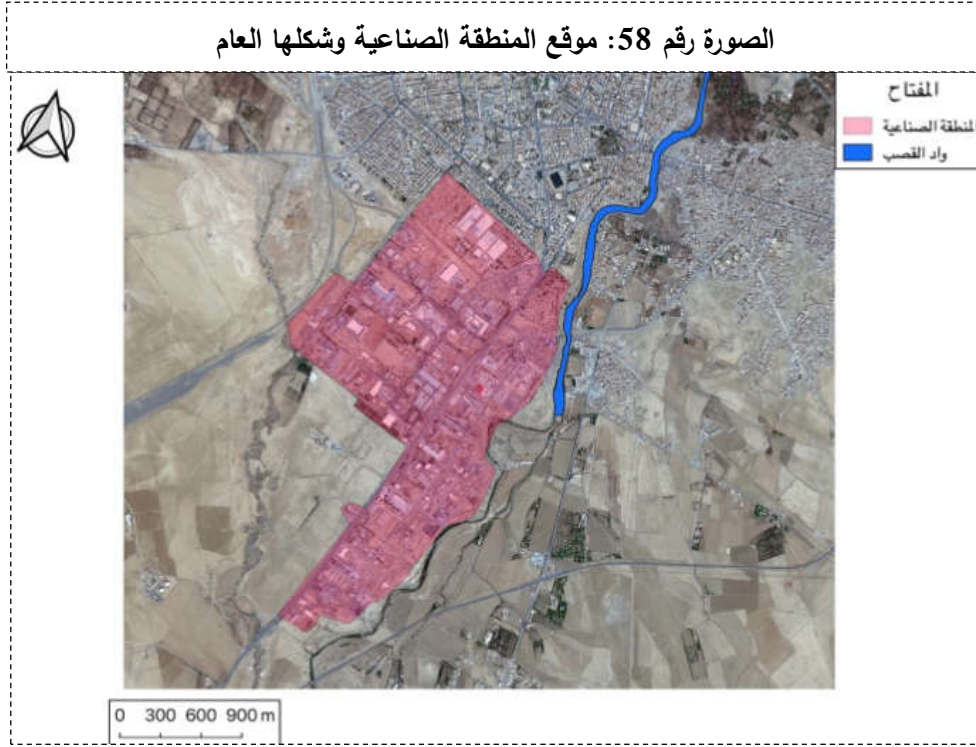 الصورة رقم 58: موقع المنطقة الصناعية وشكلها العام
المفتاح
المنطقة الصناعية
واد القصب
0 300 600 900 m